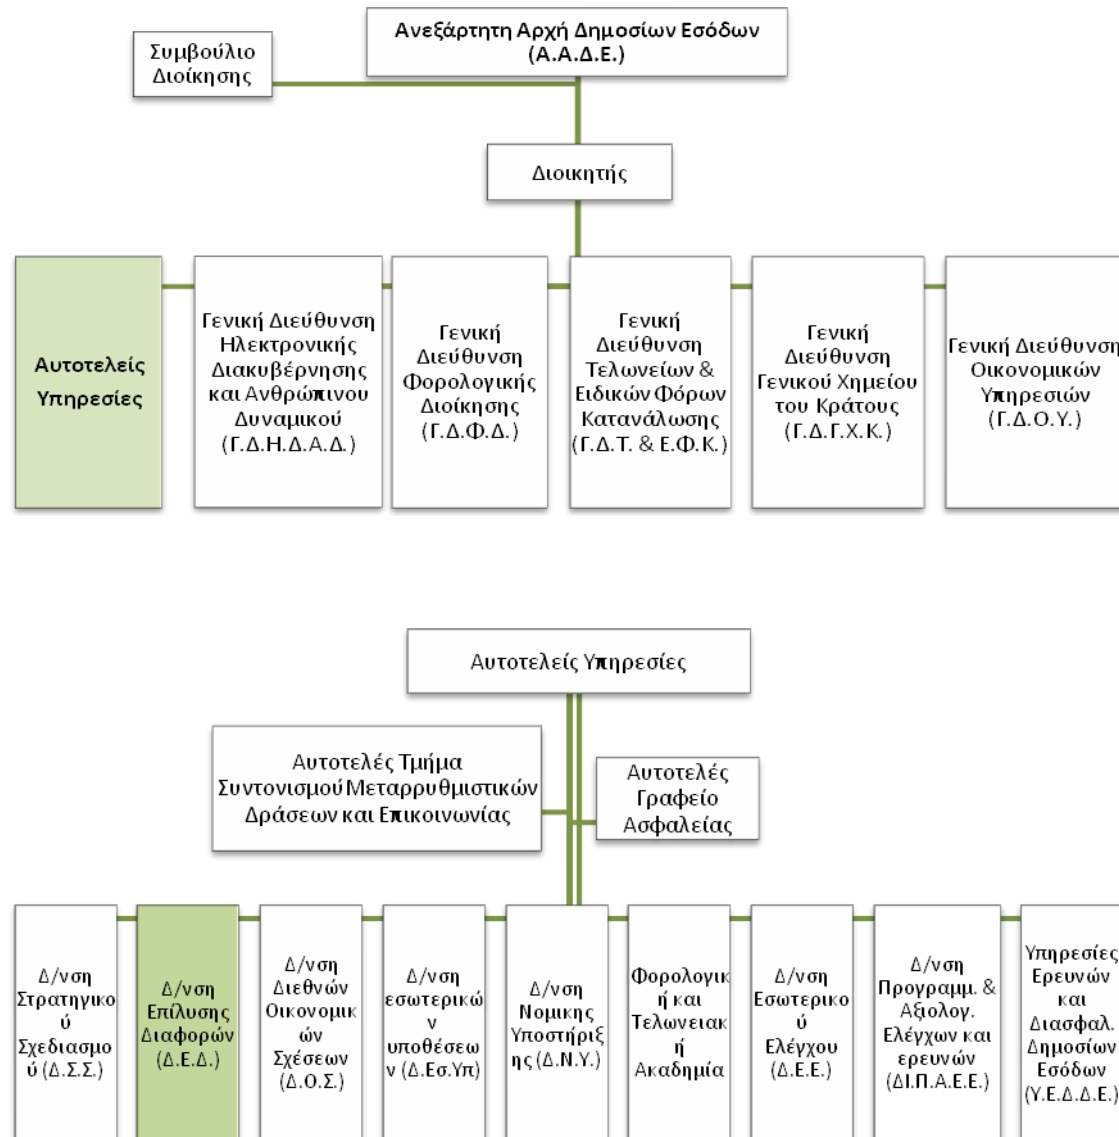 Ανεξάρτητη Αρχή Δημοσίων Εσόδων
(Α.Α.Δ.Ε.)
Συμβούλιο
Διοίκησης
Διοικητής
Αυτοτελείς
Υπηρεσίες
Γενική Διεύθυνση
Ηλεκτρονικής
Διακυβέρνησης
και Ανθρώπινου
Δυναμικού
(Γ.Δ.Η.Δ.Α.Δ.)
Γενική
Διεύθυνση
Φορολογικής
Διοίκησης
(Γ.Δ.Φ.Δ.)
Γενική
Διεύθυνση
Τελωνείων &
Ειδικών Φόρων
Κατανάλωσης
(Γ.Δ.Τ. & Ε.Φ.Κ.)
Γενική
Διεύθυνση
Γενικού Χημείου
του Κράτους
(Γ.Δ.Γ.Χ.Κ.)
Γενική Διεύθυνση
Οικονομικών
Υπηρεσιών
(Γ.Δ.Ο.Υ.)
Αυτοτελείς Υπηρεσίες
Αυτοτελές Τμήμα
Συντονισμού Μεταρρυθμιστικών
Δράσεων και Επικοινωνίας
Αυτοτελές
Γραφείο
Ασφαλείας
Δ/νση
Στρατηγικο
ύ
Σχεδιασμο
ύ (Δ.Σ.Σ.)
Δ/νση
Επίλυσης
Διαφορών
(Δ.Ε.Δ.)
Δ/νση
Διεθνών
Οικονομικ
ών
Σχέσεων
(Δ.Ο.Σ.)
Δ/νση
εσωτερικώ
ν
υποθέσεω
ν (Δ.Εσ.Υπ)
Δ/νση
Νομικης
Υποστήριξ
ης (Δ.Ν.Υ.)
Φορολογικ
ή και
Τελωνειακ
ή
Ακαδημία
Δ/νση
Εσωτερικο
ύ
Ελέγχου
(Δ.Ε.Ε.)
Δ/νση
Προγραμμ. &
Αξιολογ.
Ελέγχων και
ερευνών
(ΔΙ.Π.Α.Ε.Ε.)
Υπηρεσίες
Ερευνών
και
Διασφαλ.
Δημοσίων
Εσόδων
(Υ.Ε.Δ.Δ.Ε.)